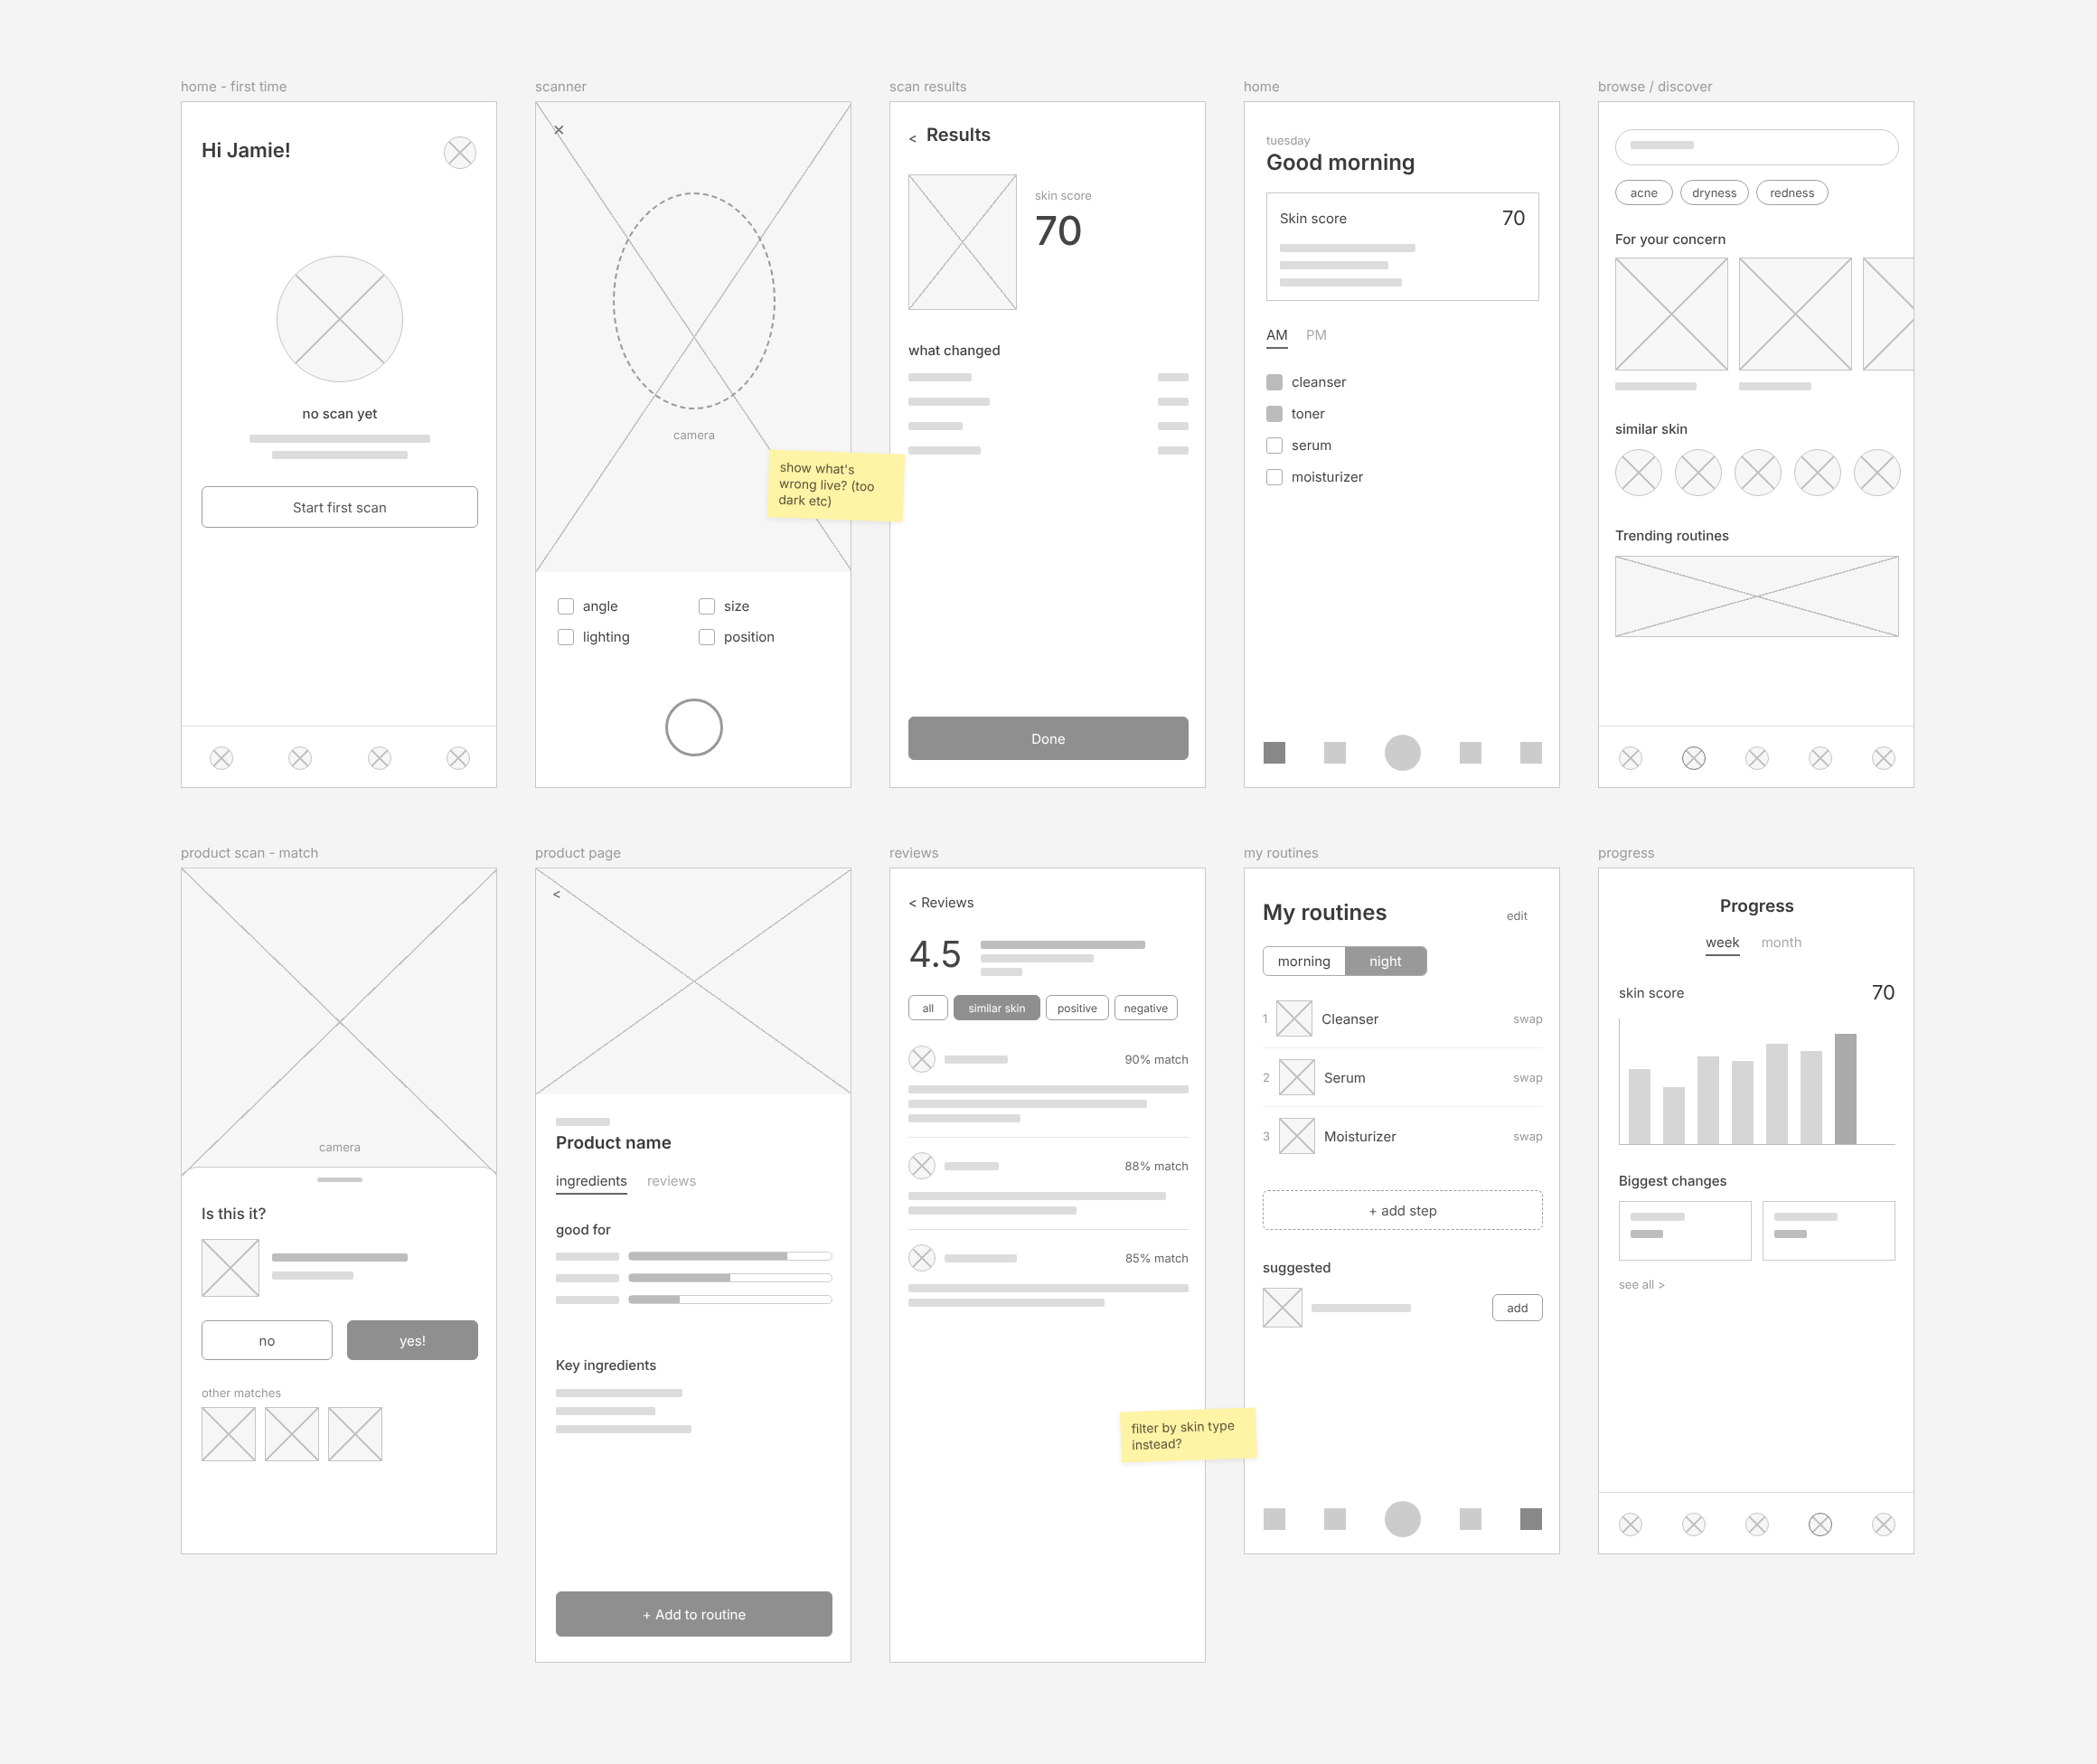 home - first time
Hi Jamie!
no scan yet
Start first scan
scanner
×
camera
show what's
wrong live? (too
dark etc)
angle
size
lighting
position
scan results
< Results
skin score
70
what changed
Done
home
tuesday
Good morning
Skin score 70
AM PM
cleanser
toner
serum
moisturizer
browse / discover
acne dryness redness
For your concern
similar skin
Trending routines
product scan - match
camera
Is this it?
no yes!
other matches
product page
<
Product name
ingredients reviews
good for
Key ingredients
+ Add to routine
reviews
< Reviews
4.5
all similar skin positive negative
90% match
88% match
85% match
filter by skin type
instead?
my routines
My routines edit
morning night
1 Cleanser swap
2 Serum swap
3 Moisturizer swap
+ add step
suggested
add
progress
Progress
week month
skin score 70
Biggest changes
see all >